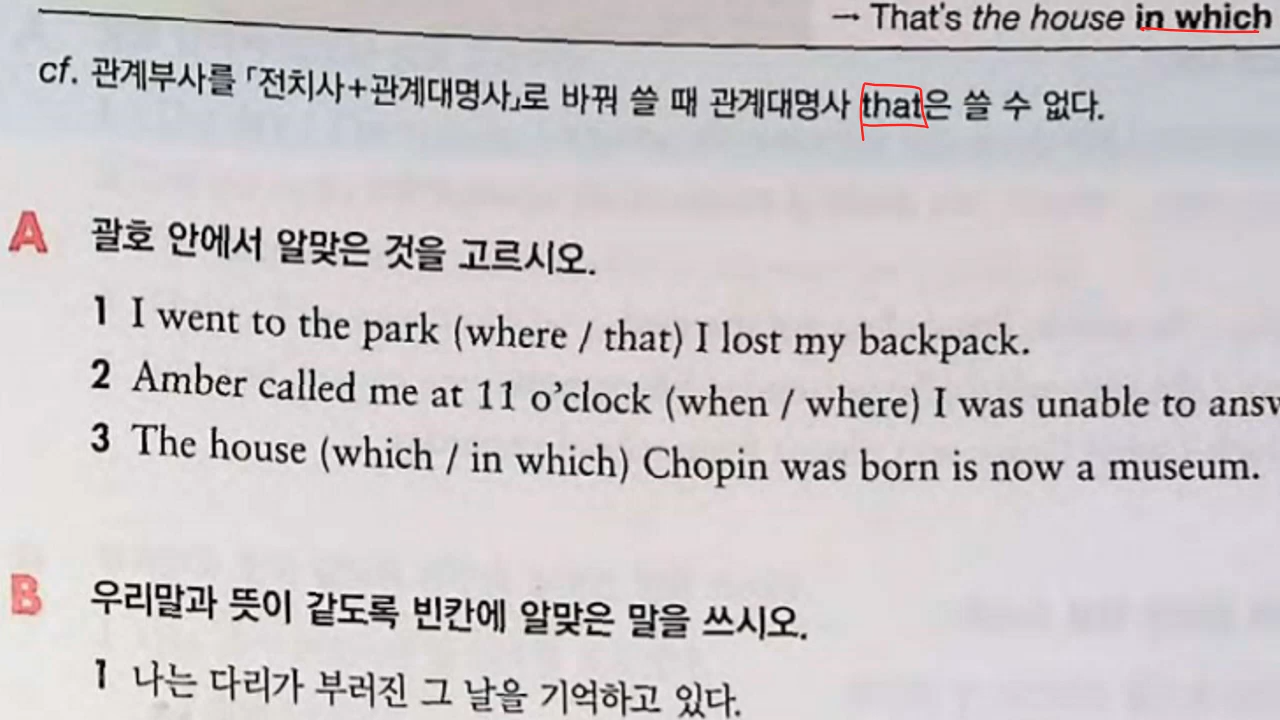 → That's the house in which
cf. 관계부사를 「전치사+관계대명사」로 바꿔 쓸 때 관계대명사 that은 쓸 수 없다.
A 괄호 안에서 알맞은 것을 고르시오.
1 I went to the park (where / that) I lost my backpack.
2 Amber called me at 11 o'clock (when / where) I was unable to answ
3 The house (which / in which) Chopin was born is now a museum.
B 우리말과 뜻이 같도록 빈칸에 알맞은 말을 쓰시오.
1 나는 다리가 부러진 그 날을 기억하고 있다.